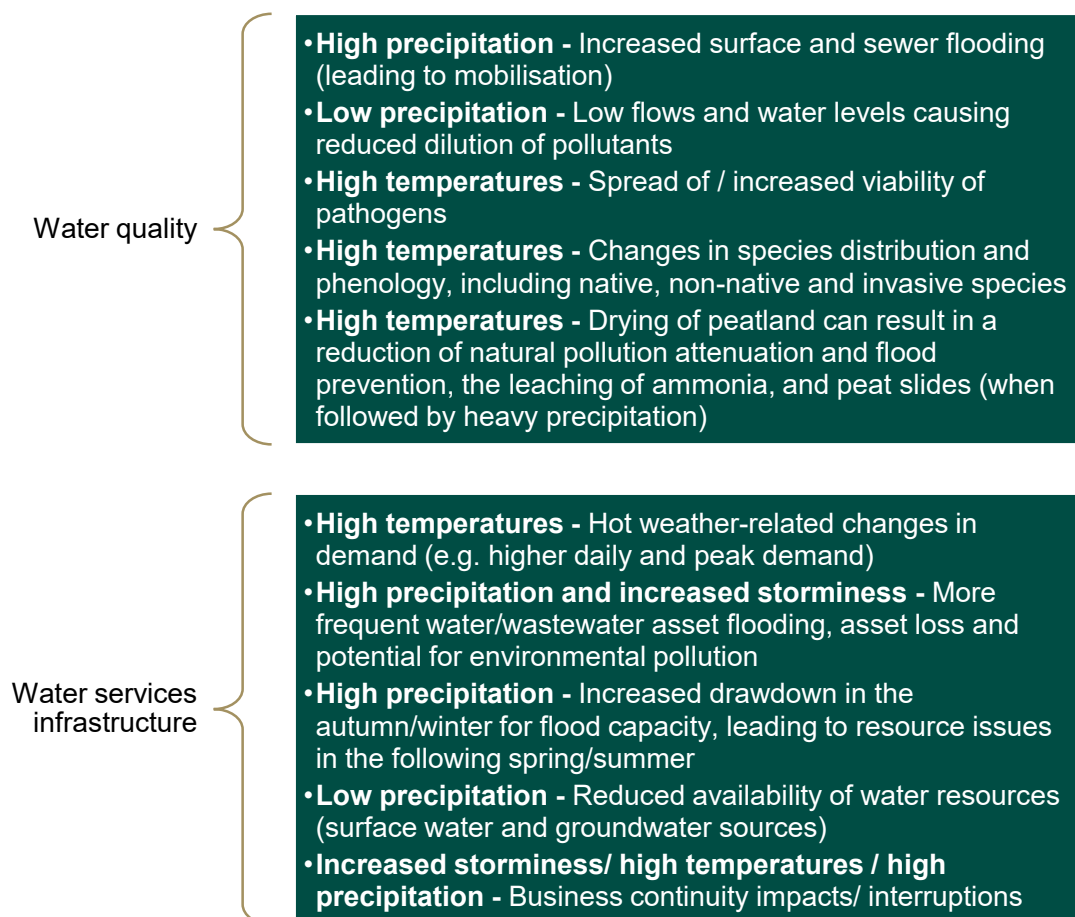 Water quality
•High precipitation - Increased surface and sewer flooding
(leading to mobilisation)
•Low precipitation - Low flows and water levels causing
reduced dilution of pollutants
•High temperatures - Spread of / increased viability of
pathogens
•High temperatures - Changes in species distribution and
phenology, including native, non-native and invasive species
•High temperatures - Drying of peatland can result in a
reduction of natural pollution attenuation and flood
prevention, the leaching of ammonia, and peat slides (when
followed by heavy precipitation)
Water services
infrastructure
•High temperatures - Hot weather-related changes in
demand (e.g. higher daily and peak demand)
•High precipitation and increased storminess - More
frequent water/wastewater asset flooding, asset loss and
potential for environmental pollution
•High precipitation - Increased drawdown in the
autumn/winter for flood capacity, leading to resource issues
in the following spring/summer
•Low precipitation - Reduced availability of water resources
(surface water and groundwater sources)
•Increased storminess/ high temperatures / high
precipitation - Business continuity impacts/ interruptions